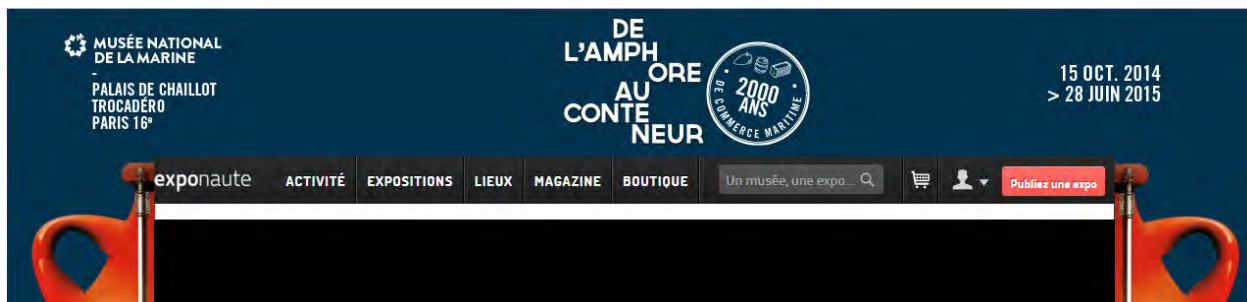 MUSÉE NATIONAL
DE LA MARINE
-
PALAIS DE CHAILLOT
TROCADÉRO
PARIS 16e
DE
L'AMPH
ORE
AU
CONTE
NEUR
2000
ANS
DE COMMERCE MARITIME
15 OCT. 2014
> 28 JUIN 2015
exponaute ACTIVITÉ EXPOSITIONS LIEUX MAGAZINE BOUTIQUE Un musée, une expo... Publiez une expo